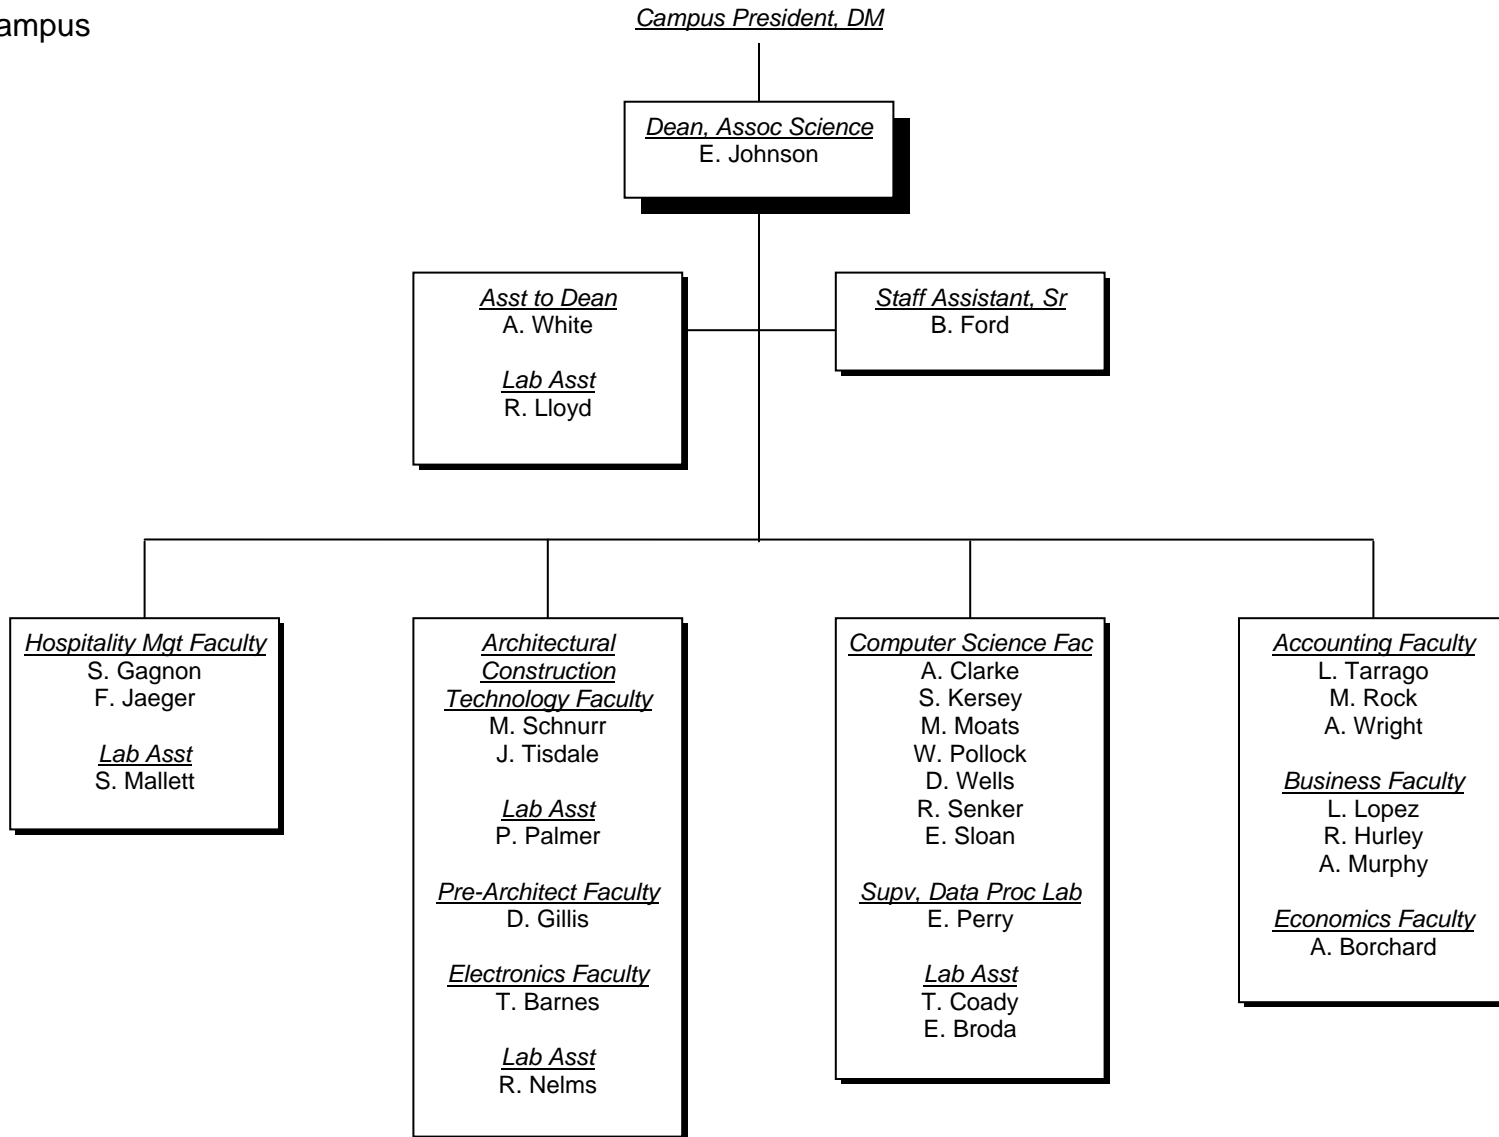 ampus
Campus President, DM
Dean, Assoc Science
E. Johnson
Asst to Dean
A. White
Lab Asst
R. Lloyd
Staff Assistant, Sr
B. Ford
Hospitality Mgt Faculty
S. Gagnon
F. Jaeger
Lab Asst
S. Mallett
Architectural
Construction
Technology Faculty
M. Schnurr
J. Tisdale
Lab Asst
P. Palmer
Pre-Architect Faculty
D. Gillis
Electronics Faculty
T. Barnes
Lab Asst
R. Nelms
Computer Science Fac
A. Clarke
S. Kersey
M. Moats
W. Pollock
D. Wells
R. Senker
E. Sloan
Supv, Data Proc Lab
E. Perry
Lab Asst
T. Coady
E. Broda
Accounting Faculty
L. Tarrago
M. Rock
A. Wright
Business Faculty
L. Lopez
R. Hurley
A. Murphy
Economics Faculty
A. Borchard